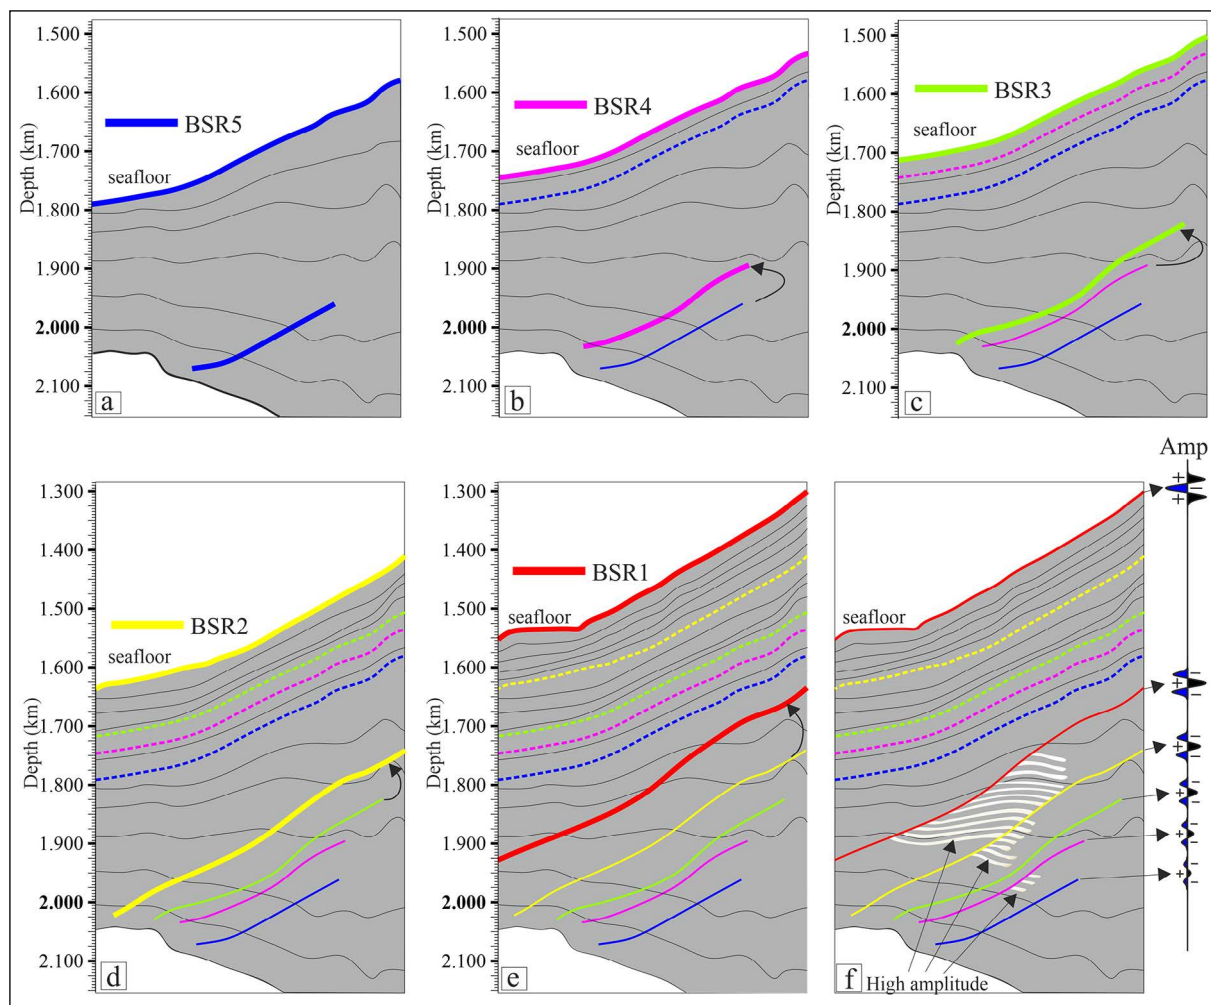 1.500
1.600
1.700
1.800
1.900
2.000
2.100
Depth (km)
BSR5
seafloor
a
1.500
1.600
1.700
1.800
1.900
2.000
2.100
Depth (km)
BSR4
seafloor
b
1.500
1.600
1.700
1.800
1.900
2.000
2.100
Depth (km)
BSR3
seafloor
c
1.300
1.400
1.500
1.600
1.700
1.800
1.900
2.000
2.100
Depth (km)
BSR2
seafloor
d
1.300
1.400
1.500
1.600
1.700
1.800
1.900
2.000
2.100
Depth (km)
BSR1
seafloor
e
seafloor
f
High amplitude
Amp
+
−
+
−
+
−
−
+
−
−
+
−
−
+
−
−
+
−